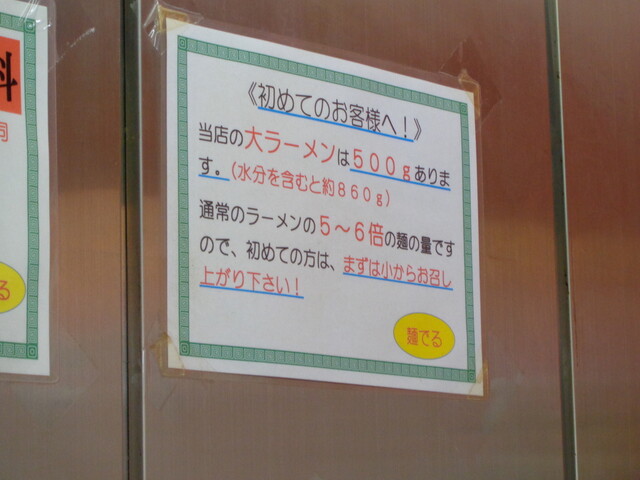 料
司
る
《初めてのお客様へ！》
当店の大ラーメンは５００ｇありま
す。(水分を含むと約８６０ｇ)
通常のラーメンの５～６倍の麺の量です
ので、初めての方は、まずは小からお召し
上がり下さい！
麺でる